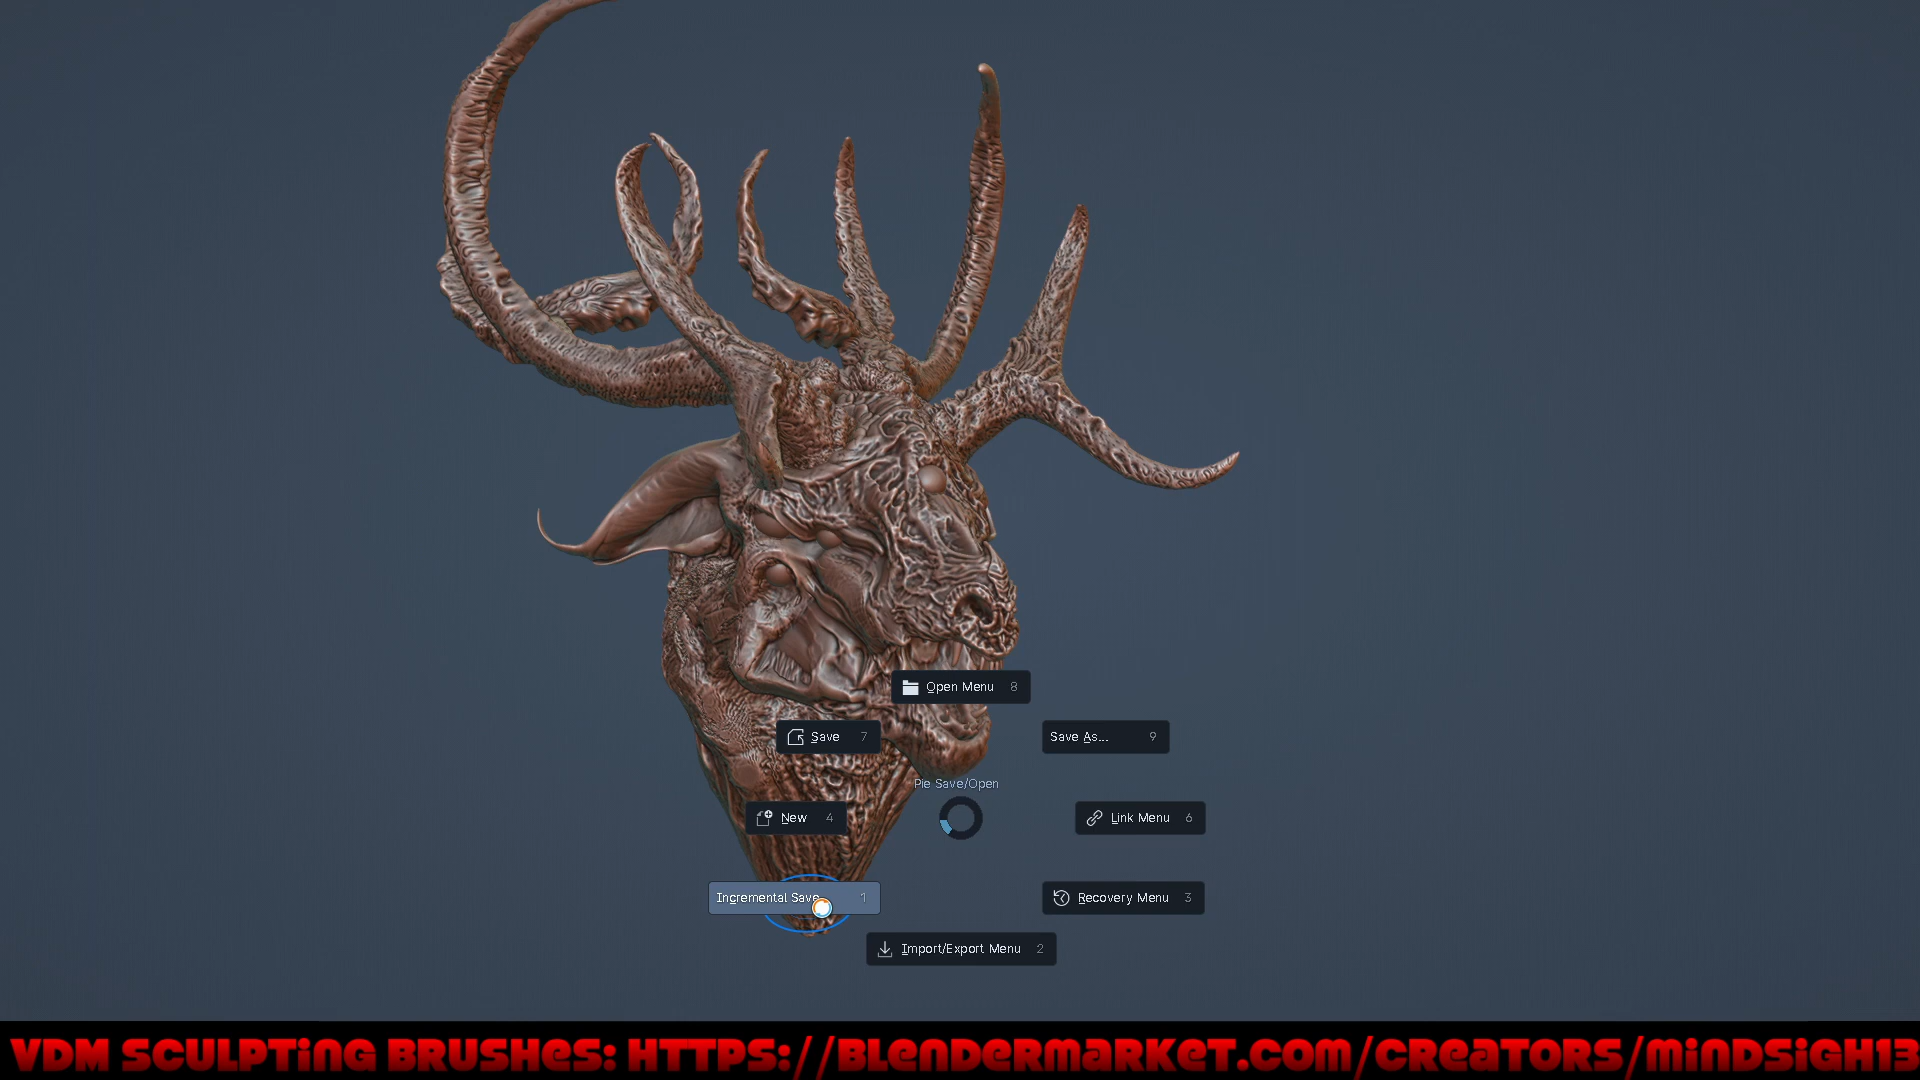 Open Menu 8
Save 7
Save As... 9
Pie Save/Open
New 4
Link Menu 6
Incremental Save 1
Recovery Menu 3
Import/Export Menu 2
VDM SCULPTING BRUSHES: HTTPS://BLENDERMARKET.COM/CREATORS/MINDSIGH13